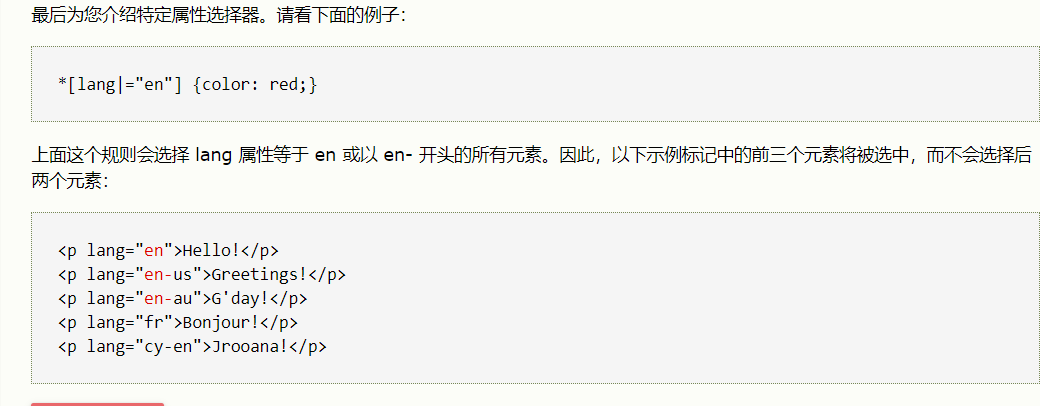 最后为您介绍特定属性选择器。请看下面的例子：
*[lang|="en"] {color: red;}
上面这个规则会选择 lang 属性等于 en 或以 en- 开头的所有元素。因此，以下示例标记中的前三个元素将被选中，而不会选择后
两个元素：
<p lang="en">Hello!</p>
<p lang="en-us">Greetings!</p>
<p lang="en-au">G'day!</p>
<p lang="fr">Bonjour!</p>
<p lang="cy-en">Jrooana!</p>